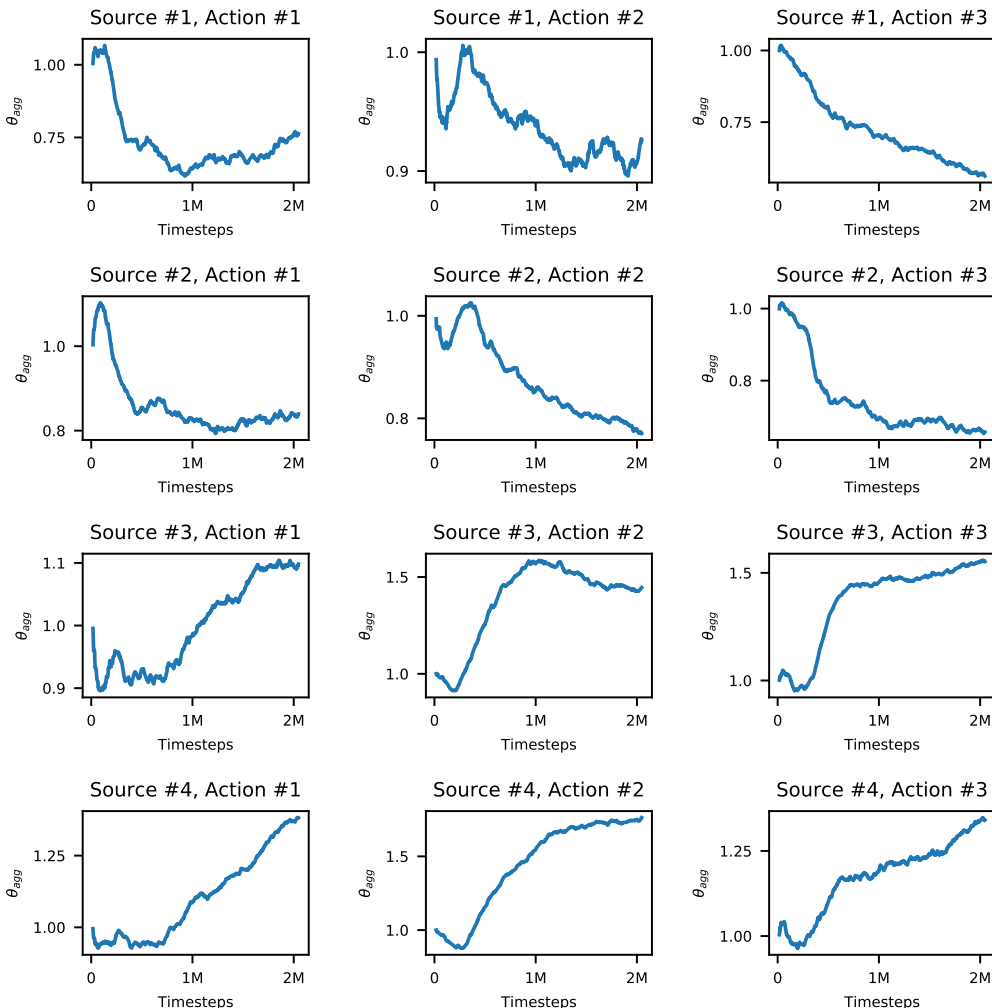 Source #1, Action #1
1.00
0.75
θagg
0
1M
2M
Timesteps
Source #1, Action #2
1.0
0.9
θagg
0
1M
2M
Timesteps
Source #1, Action #3
1.00
0.75
θagg
0
1M
2M
Timesteps
Source #2, Action #1
1.0
0.8
θagg
0
1M
2M
Timesteps
Source #2, Action #2
1.0
0.8
θagg
0
1M
2M
Timesteps
Source #2, Action #3
1.0
0.8
θagg
0
1M
2M
Timesteps
Source #3, Action #1
1.1
1.0
0.9
θagg
0
1M
2M
Timesteps
Source #3, Action #2
1.5
1.0
θagg
0
1M
2M
Timesteps
Source #3, Action #3
1.5
1.0
θagg
0
1M
2M
Timesteps
Source #4, Action #1
1.25
1.00
θagg
0
1M
2M
Timesteps
Source #4, Action #2
1.5
1.0
θagg
0
1M
2M
Timesteps
Source #4, Action #3
1.25
1.00
θagg
0
1M
2M
Timesteps